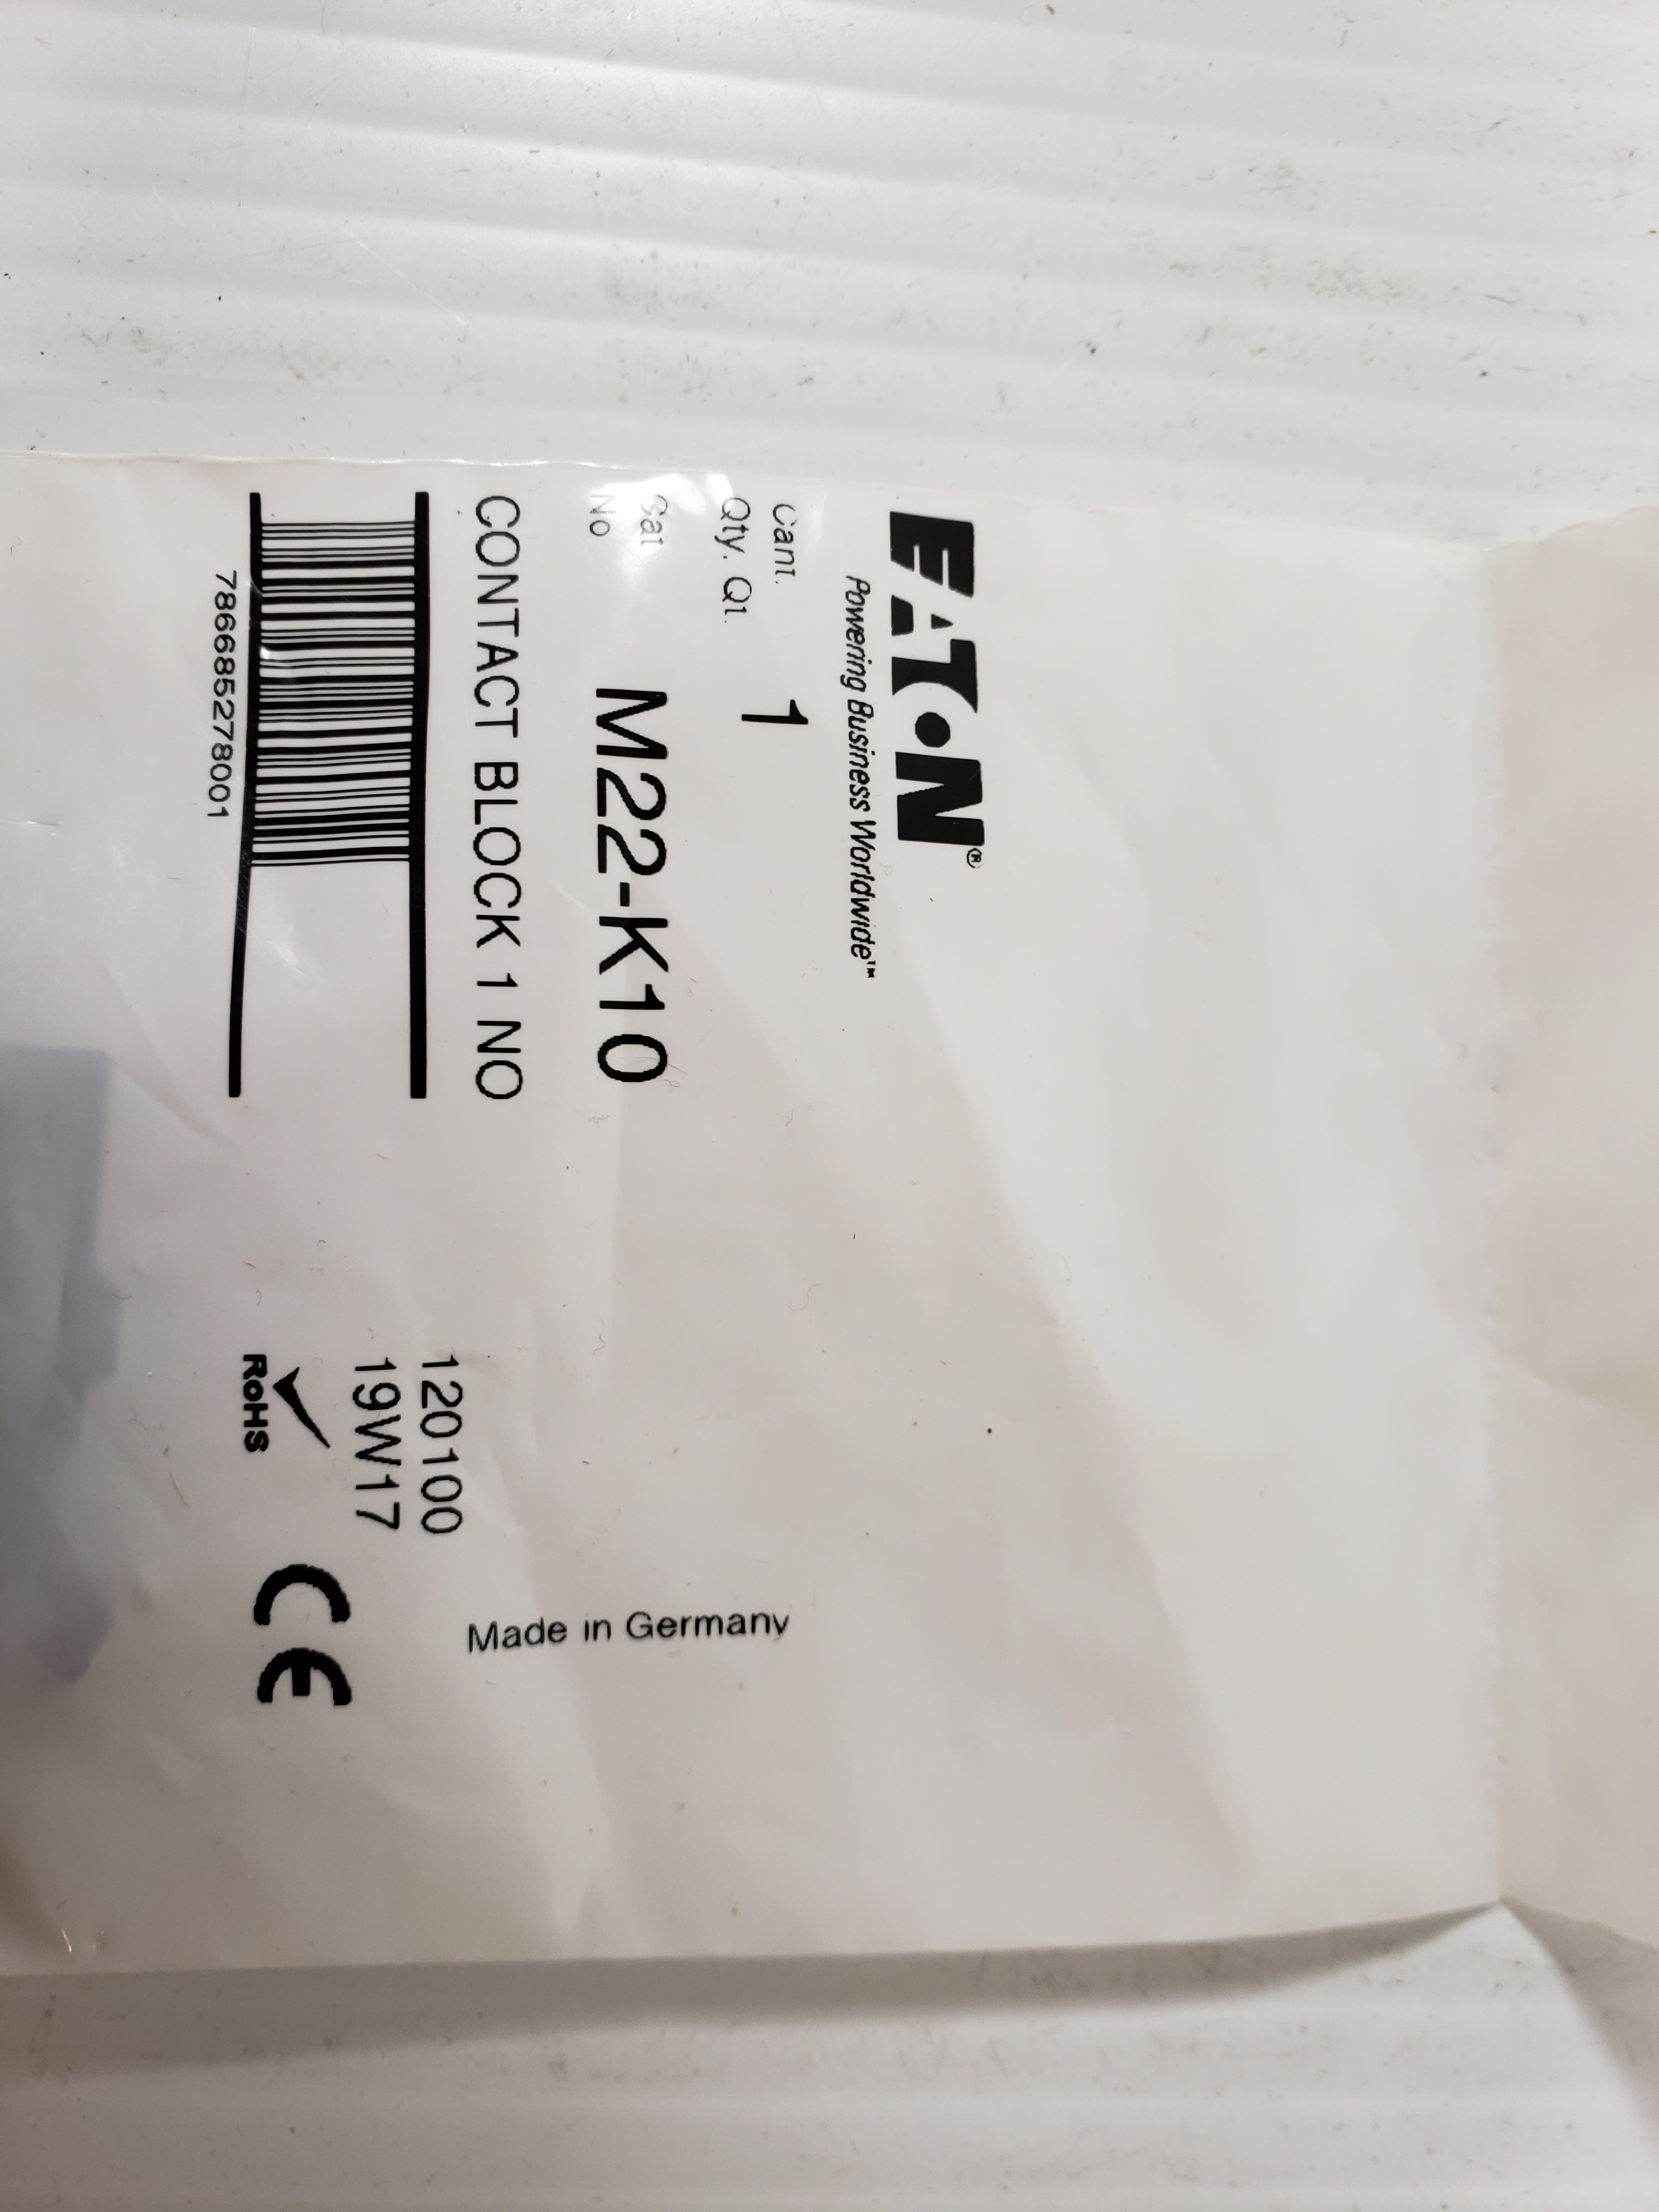 EATON®
Powering Business Worldwide™
Cant.
Qty. Qt. 1
Cat
No M22-K10
CONTACT BLOCK 1 NO
786685278001
120100
19W17
RoHS
CE
Made in Germany